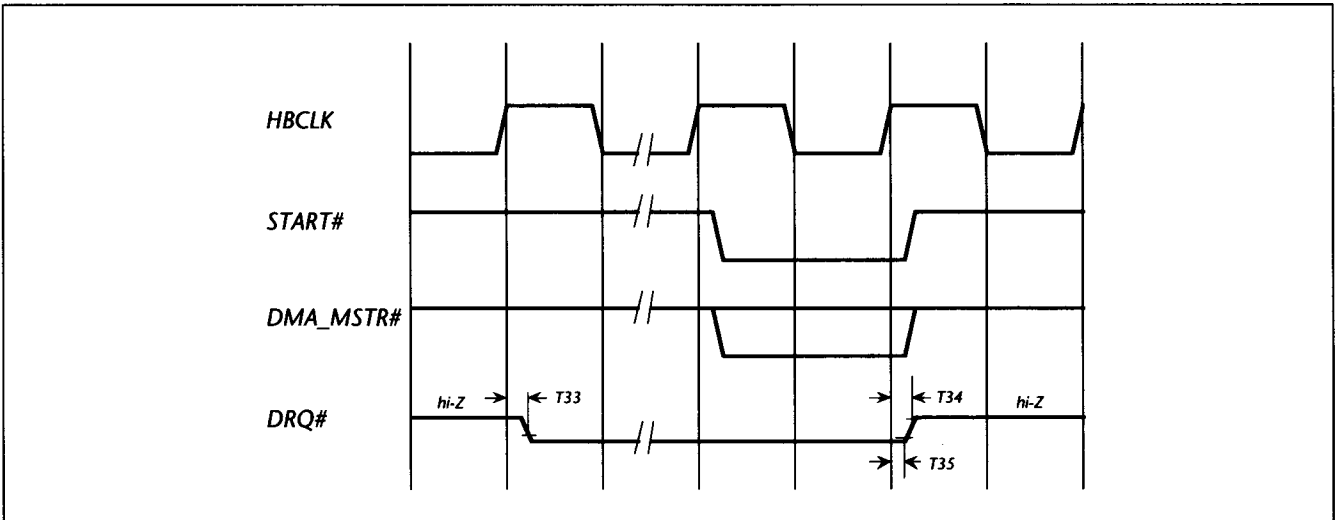 HBCLK
START#
DMA_MSTR#
DRQ#
hi-Z
T33
T34
hi-Z
T35